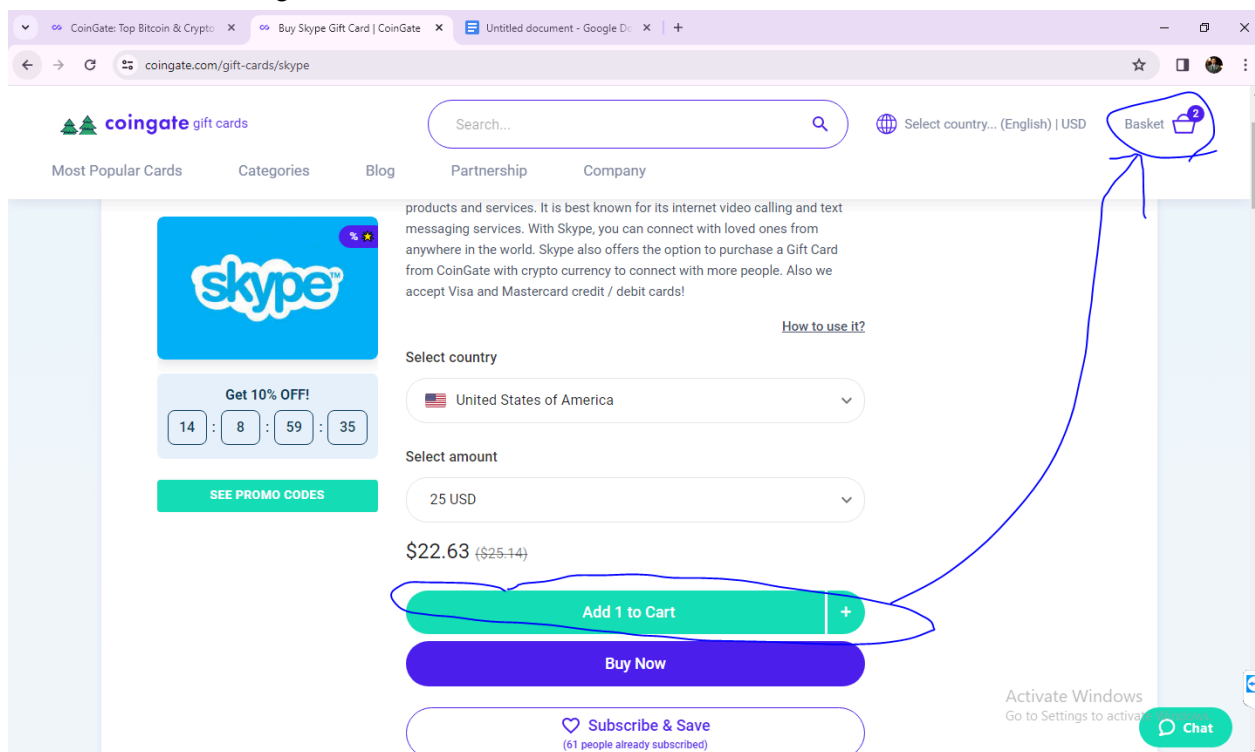 CoinGate: Top Bitcoin & Crypto
Buy Skype Gift Card | CoinGate
Untitled document - Google Do
coingate.com/gift-cards/skype
coingate gift cards
Search...
Select country... (English) | USD
Basket
2
Most Popular Cards
Categories
Blog
Partnership
Company
products and services. It is best known for its internet video calling and text
messaging services. With Skype, you can connect with loved ones from
anywhere in the world. Skype also offers the option to purchase a Gift Card
from CoinGate with crypto currency to connect with more people. Also we
accept Visa and Mastercard credit / debit cards!
%
skype™
How to use it?
Select country
Get 10% OFF!
14 : 8 : 59 : 35
United States of America
Select amount
SEE PROMO CODES
25 USD
$22.63 ($25.14)
Add 1 to Cart +
Buy Now
Subscribe & Save
(61 people already subscribed)
Activate Windows
Go to Settings to activa
Chat